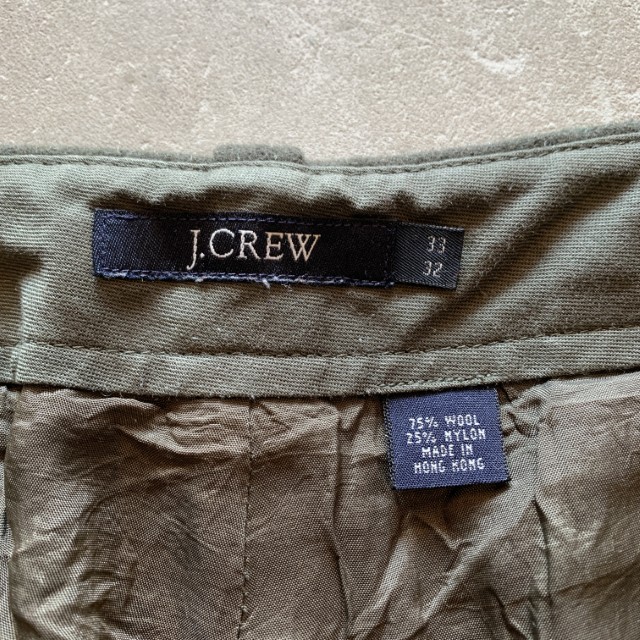 J.CREW
33
32
75% WOOL
25% NYLON
MADE IN
HONG KONG